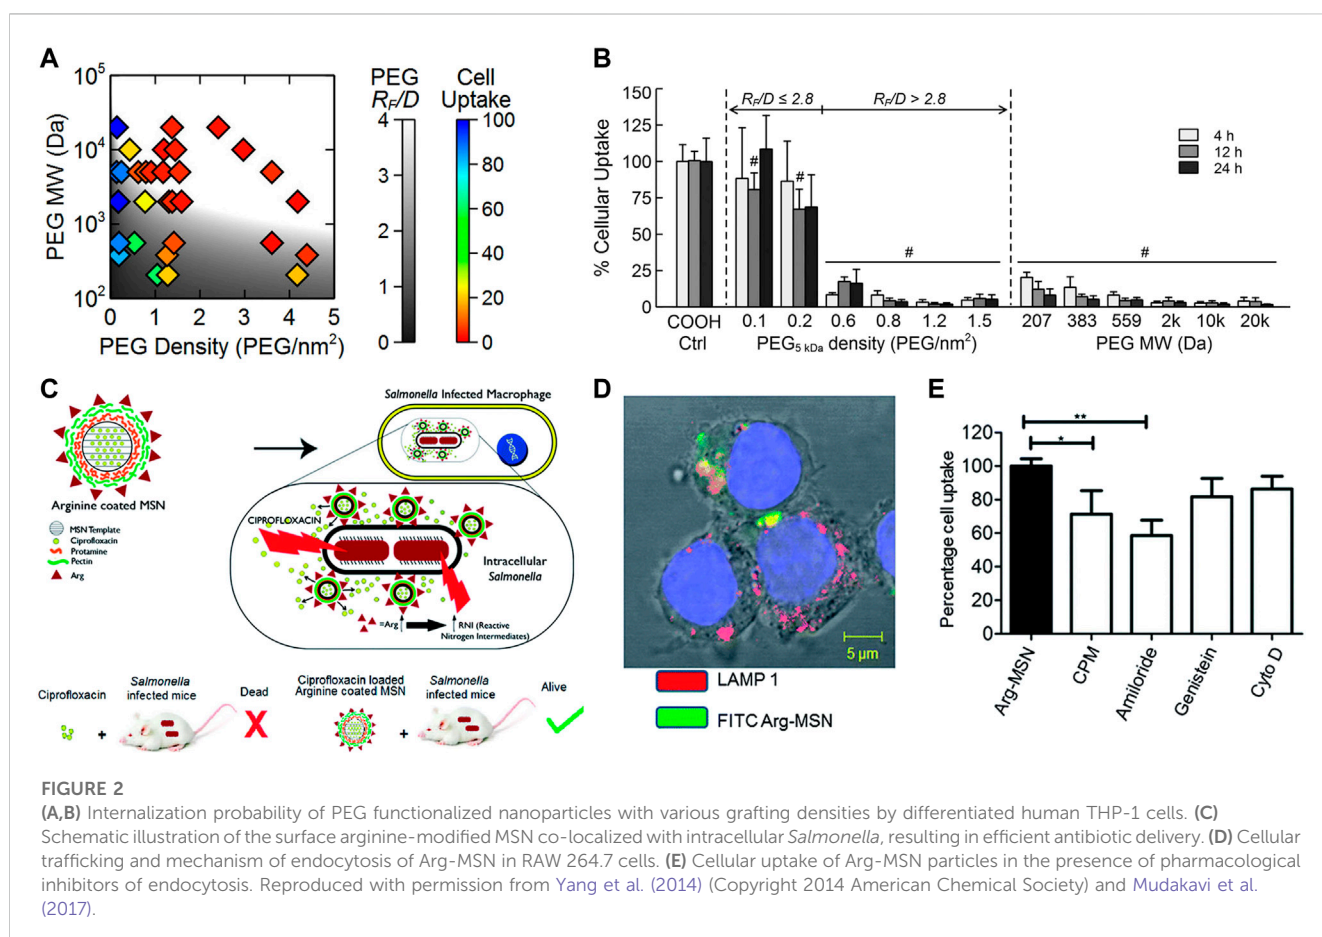 A
PEG
R_F/D
Cell
Uptake
10^5
10^4
10^3
10^2
PEG MW (Da)
0 1 2 3 4 5
PEG Density (PEG/nm²)
4
3
2
1
0
100
80
60
40
20
0
B
150
125
100
75
50
25
0
% Cellular Uptake
R_F/D ≤ 2.8
R_F/D > 2.8
4 h
12 h
24 h
#
#
#
#
COOH
Ctrl
0.1 0.2 0.6 0.8 1.2 1.5
PEG5 kDa density (PEG/nm²)
207 383 559 2k 10k 20k
PEG MW (Da)
C
Arginine coated MSN
MSN Template
Ciprofloxacin
Protamine
Pectin
Arg
Salmonella Infected Macrophage
CIPROFLOXACIN
Intracellular
Salmonella
=Arg
RNI (Reactive
Nitrogen Intermediates)
Ciprofloxacin
+
Salmonella
infected mice
Dead
X
Ciprofloxacin loaded
Arginine coated MSN
+
Salmonella
infected mice
Alive
D
5 µm
LAMP 1
FITC Arg-MSN
E
Percentage cell uptake
120
100
80
60
40
20
0
**
*
Arg-MSN
CPM
Amiloride
Genistein
Cyto D
FIGURE 2
(A,B) Internalization probability of PEG functionalized nanoparticles with various grafting densities by differentiated human THP-1 cells. (C)
Schematic illustration of the surface arginine-modified MSN co-localized with intracellular Salmonella, resulting in efficient antibiotic delivery. (D) Cellular
trafficking and mechanism of endocytosis of Arg-MSN in RAW 264.7 cells. (E) Cellular uptake of Arg-MSN particles in the presence of pharmacological
inhibitors of endocytosis. Reproduced with permission from Yang et al. (2014) (Copyright 2014 American Chemical Society) and Mudakavi et al.
(2017).